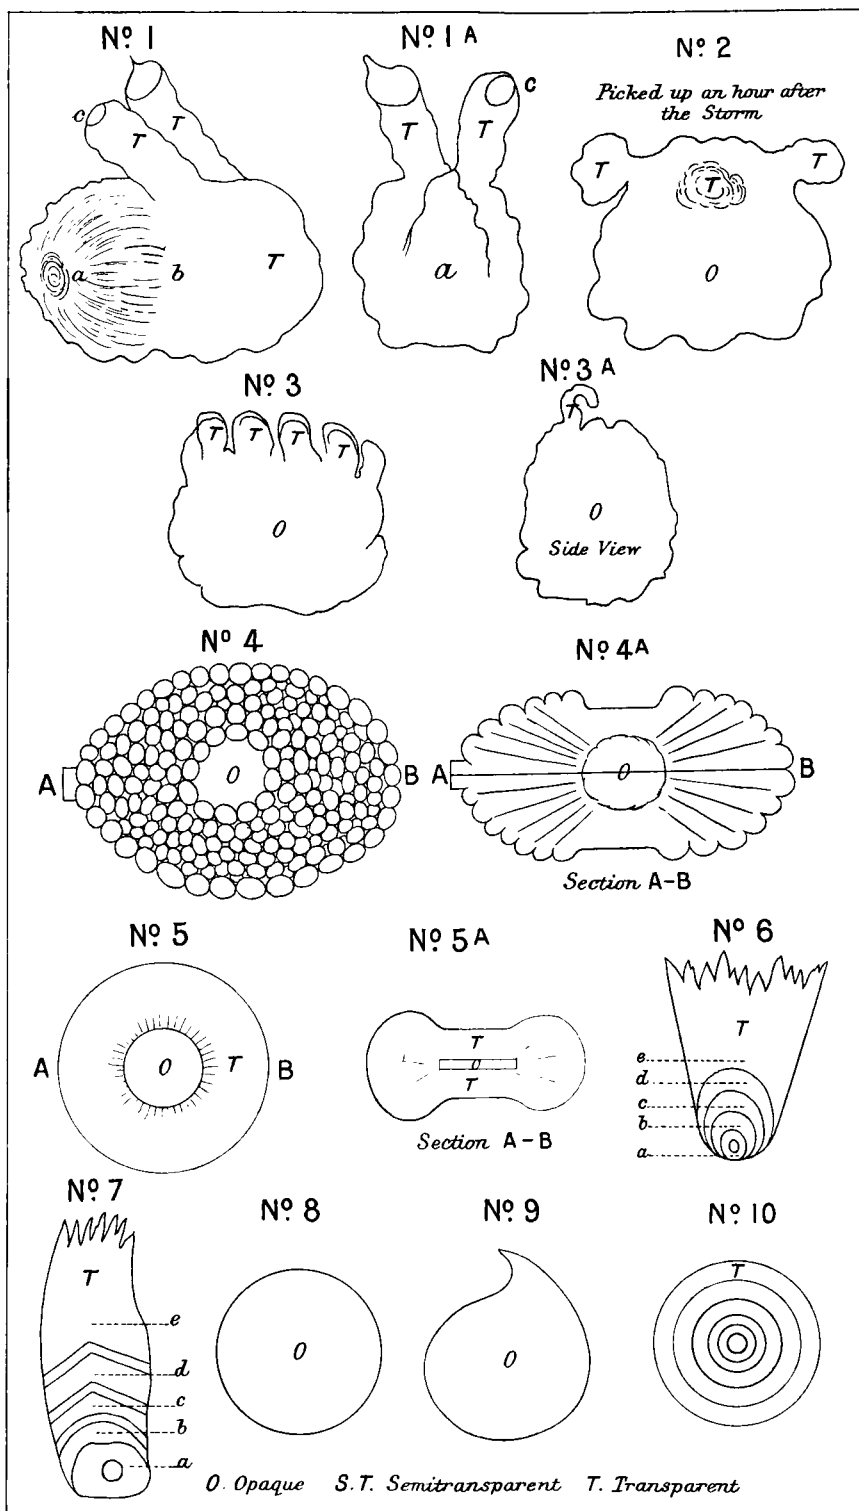 Nº 1
Nº 1 A
Nº 2
Picked up an hour after
the Storm
c
T
T
a
b
T
T
T
c
a
T
T
T
O
Nº 3
T
T
T
T
O
Nº 3 A
T
O
Side View
Nº 4
A
O
B
Nº 4 A
A
O
B
Section A-B
Nº 5
A
O
T
B
Nº 5 A
T
O
T
Section A-B
Nº 6
T
e
d
c
b
a
Nº 7
T
e
d
c
b
a
Nº 8
O
Nº 9
O
Nº 10
T
O. Opaque S.T. Semitransparent T. Transparent